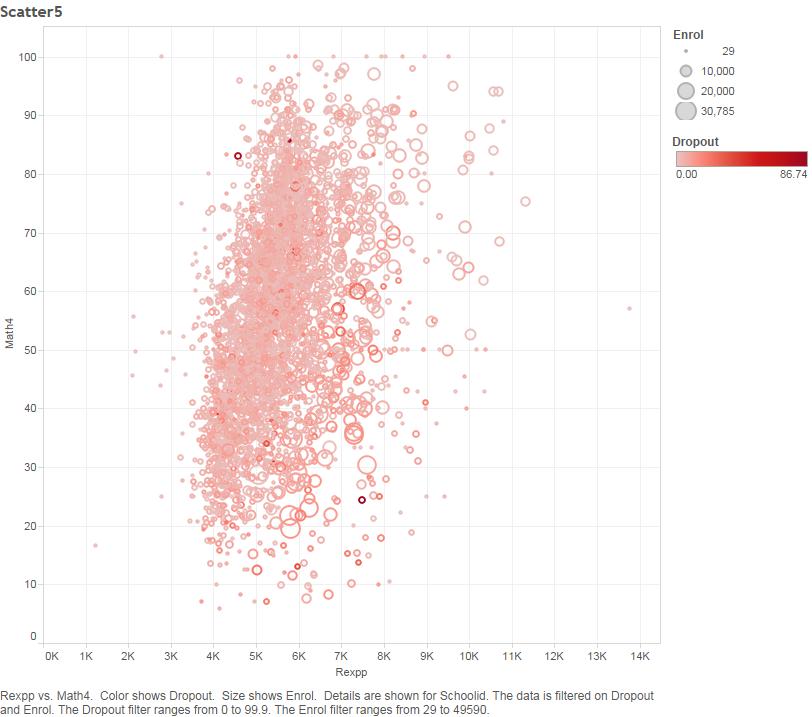 Scatter5
Enrol
29
10,000
20,000
30,785
Dropout
0.00 86.74
100
90
80
70
60
50
40
30
20
10
0
Math4
0K 1K 2K 3K 4K 5K 6K 7K 8K 9K 10K 11K 12K 13K 14K
Rexpp
Rexpp vs. Math4. Color shows Dropout. Size shows Enrol. Details are shown for Schoolid. The data is filtered on Dropout
and Enrol. The Dropout filter ranges from 0 to 99.9. The Enrol filter ranges from 29 to 49590.